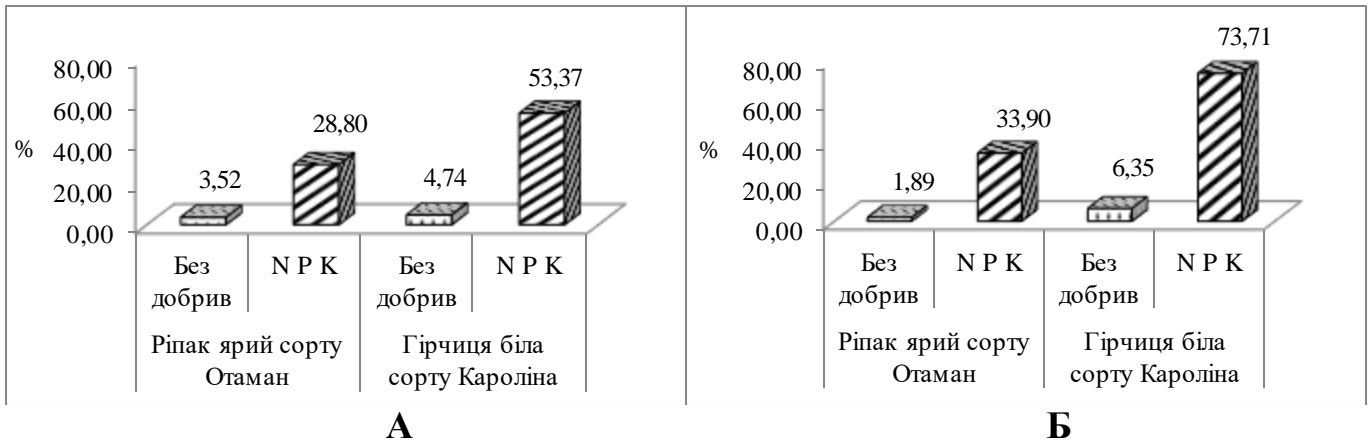 80,00
60,00
40,00
20,00
0,00
%
3,52
28,80
4,74
53,37
Без
добрив
N P K
Без
добрив
N P K
Ріпак ярий сорту
Отаман
Гірчиця біла
сорту Кароліна
А
80,00
60,00
40,00
20,00
0,00
%
1,89
33,90
6,35
73,71
Без
добрив
N P K
Без
добрив
N P K
Ріпак ярий сорту
Отаман
Гірчиця біла
сорту Кароліна
Б